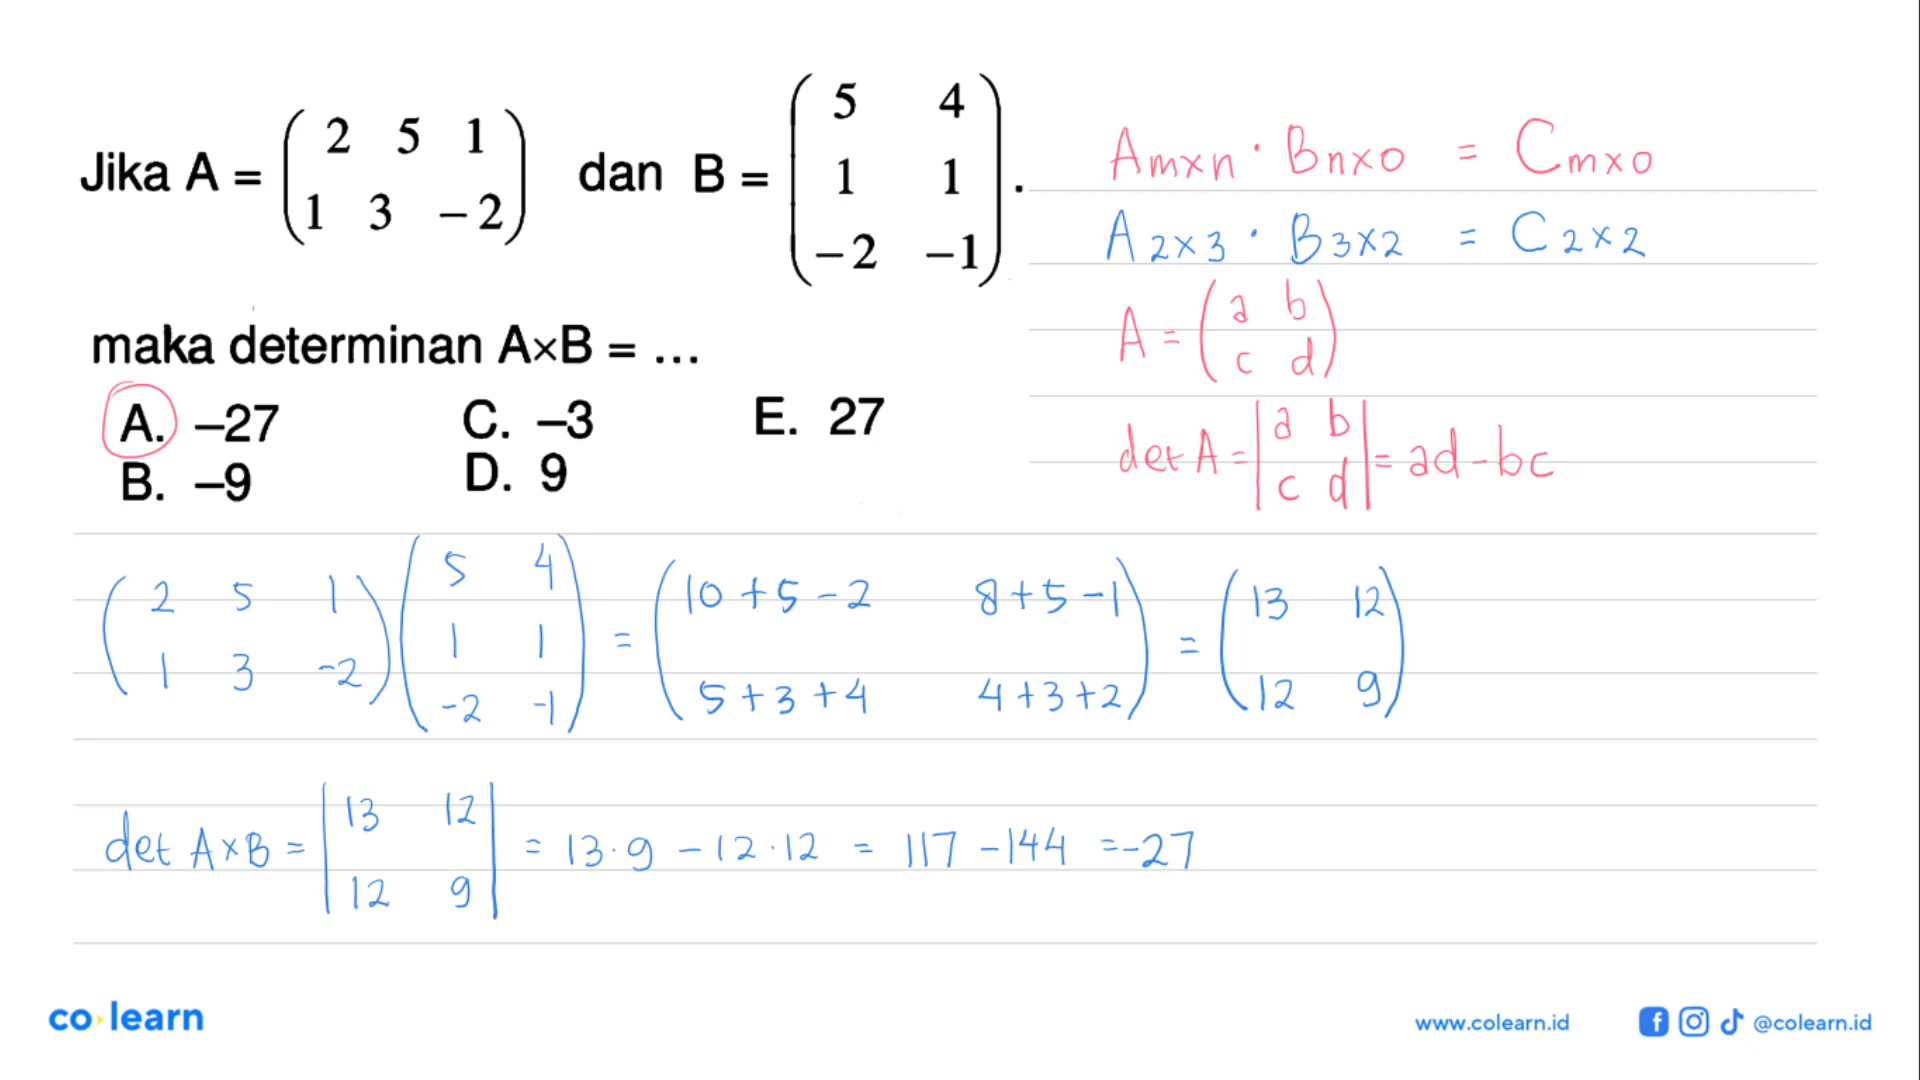 Jika A = ( 2 5 1 ; 1 3 −2 ) dan B = ( 5 4 ; 1 1 ; −2 −1 ).
maka determinan A×B = ...
A. –27
B. –9
C. –3
D. 9
E. 27
Amxn · Bnxo = Cmxo
A2x3 · B3x2 = C2x2
A = ( a b ; c d )
det A = | a b ; c d | = ad - bc
( 2 5 1 ; 1 3 -2 ) ( 5 4 ; 1 1 ; -2 -1 ) = ( 10+5-2 8+5-1 ; 5+3+4 4+3+2 ) = ( 13 12 ; 12 9 )
det A×B = | 13 12 ; 12 9 | = 13·9 - 12·12 = 117 - 144 = -27
co learn
www.colearn.id
@colearn.id